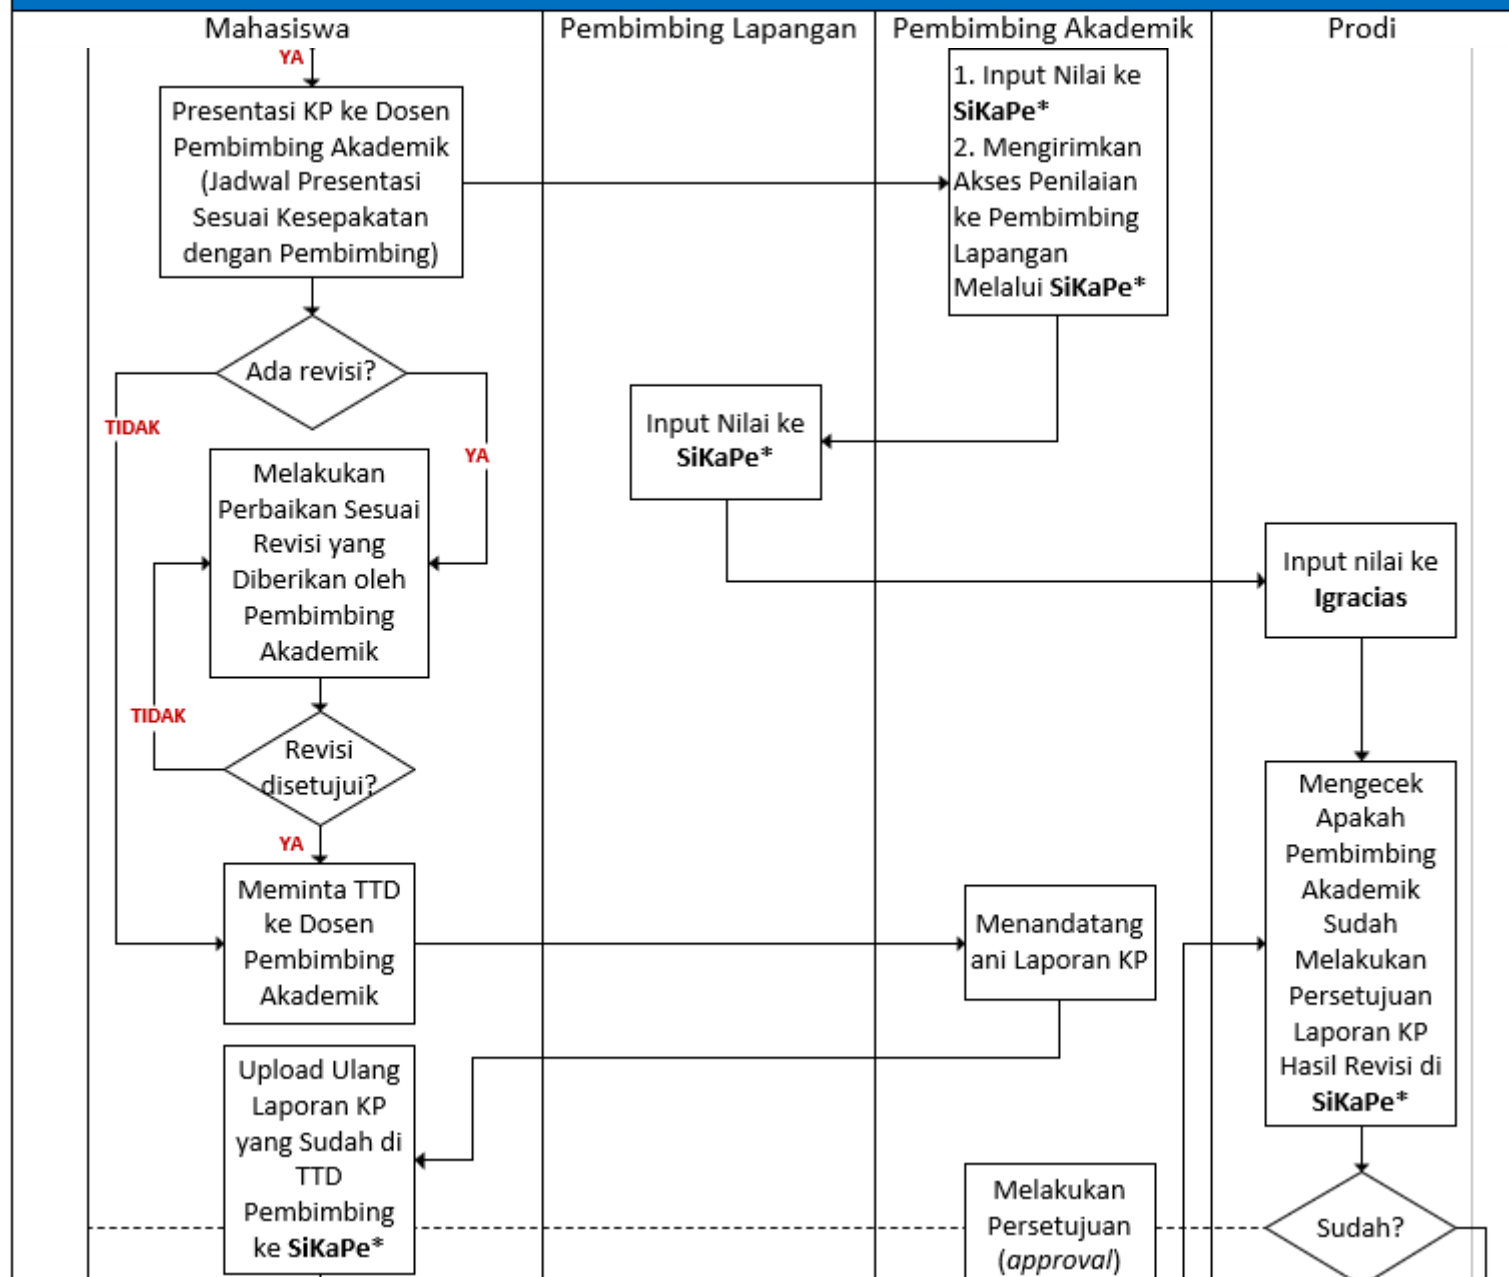 Mahasiswa
Pembimbing Lapangan
Pembimbing Akademik
Prodi
YA
Presentasi KP ke Dosen
Pembimbing Akademik
(Jadwal Presentasi
Sesuai Kesepakatan
dengan Pembimbing)
1. Input Nilai ke
SiKaPe*
2. Mengirimkan
Akses Penilaian
ke Pembimbing
Lapangan
Melalui SiKaPe*
Ada revisi?
TIDAK
YA
Input Nilai ke
SiKaPe*
Melakukan
Perbaikan Sesuai
Revisi yang
Diberikan oleh
Pembimbing
Akademik
Input nilai ke
Igracias
TIDAK
Revisi
disetujui?
YA
Mengecek
Apakah
Pembimbing
Akademik
Sudah
Melakukan
Persetujuan
Laporan KP
Hasil Revisi di
SiKaPe*
Meminta TTD
ke Dosen
Pembimbing
Akademik
Menandatang
ani Laporan KP
Upload Ulang
Laporan KP
yang Sudah di
TTD
Pembimbing
ke SiKaPe*
Melakukan
Persetujuan
(approval)
Sudah?